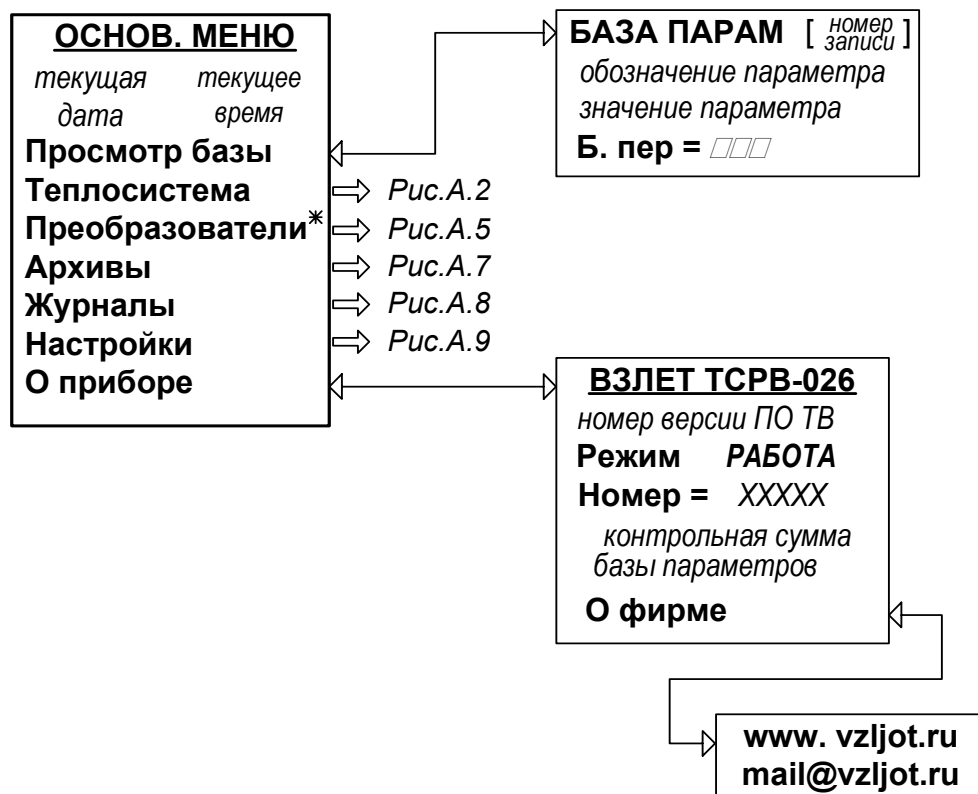 ОСНОВ. МЕНЮ
текущая текущее
дата время
Просмотр базы
Теплосистема
Преобразователи*
Архивы
Журналы
Настройки
О приборе
Рис.А.2
Рис.А.5
Рис.А.7
Рис.А.8
Рис.А.9
БАЗА ПАРАМ [ номер записи ]
обозначение параметра
значение параметра
Б. пер = □□□
ВЗЛЕТ ТСРВ-026
номер версии ПО ТВ
Режим РАБОТА
Номер = XXXXX
контрольная сумма
базы параметров
О фирме
www. vzljot.ru
mail@vzljot.ru